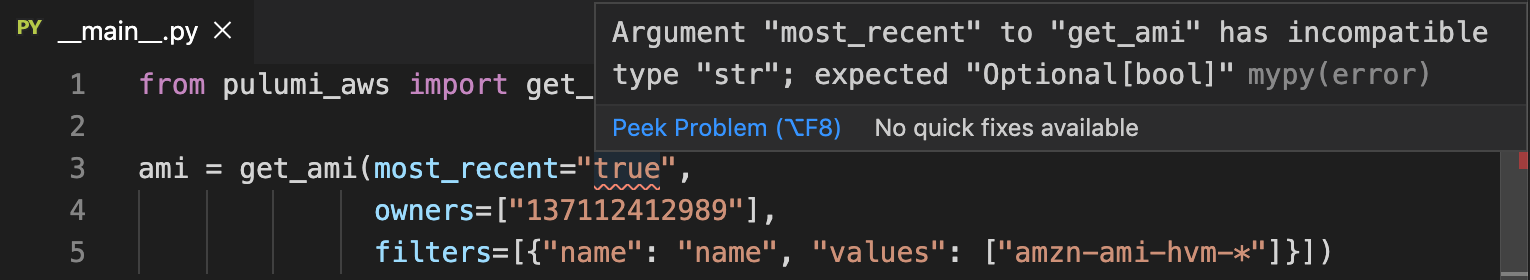 PY __main__.py ×
Argument "most_recent" to "get_ami" has incompatible
type "str"; expected "Optional[bool]" mypy(error)
Peek Problem (⌥F8) No quick fixes available
1 from pulumi_aws import get_
2
3 ami = get_ami(most_recent="true",
4 owners=["137112412989"],
5 filters=[{"name": "name", "values": ["amzn-ami-hvm-*"]}])